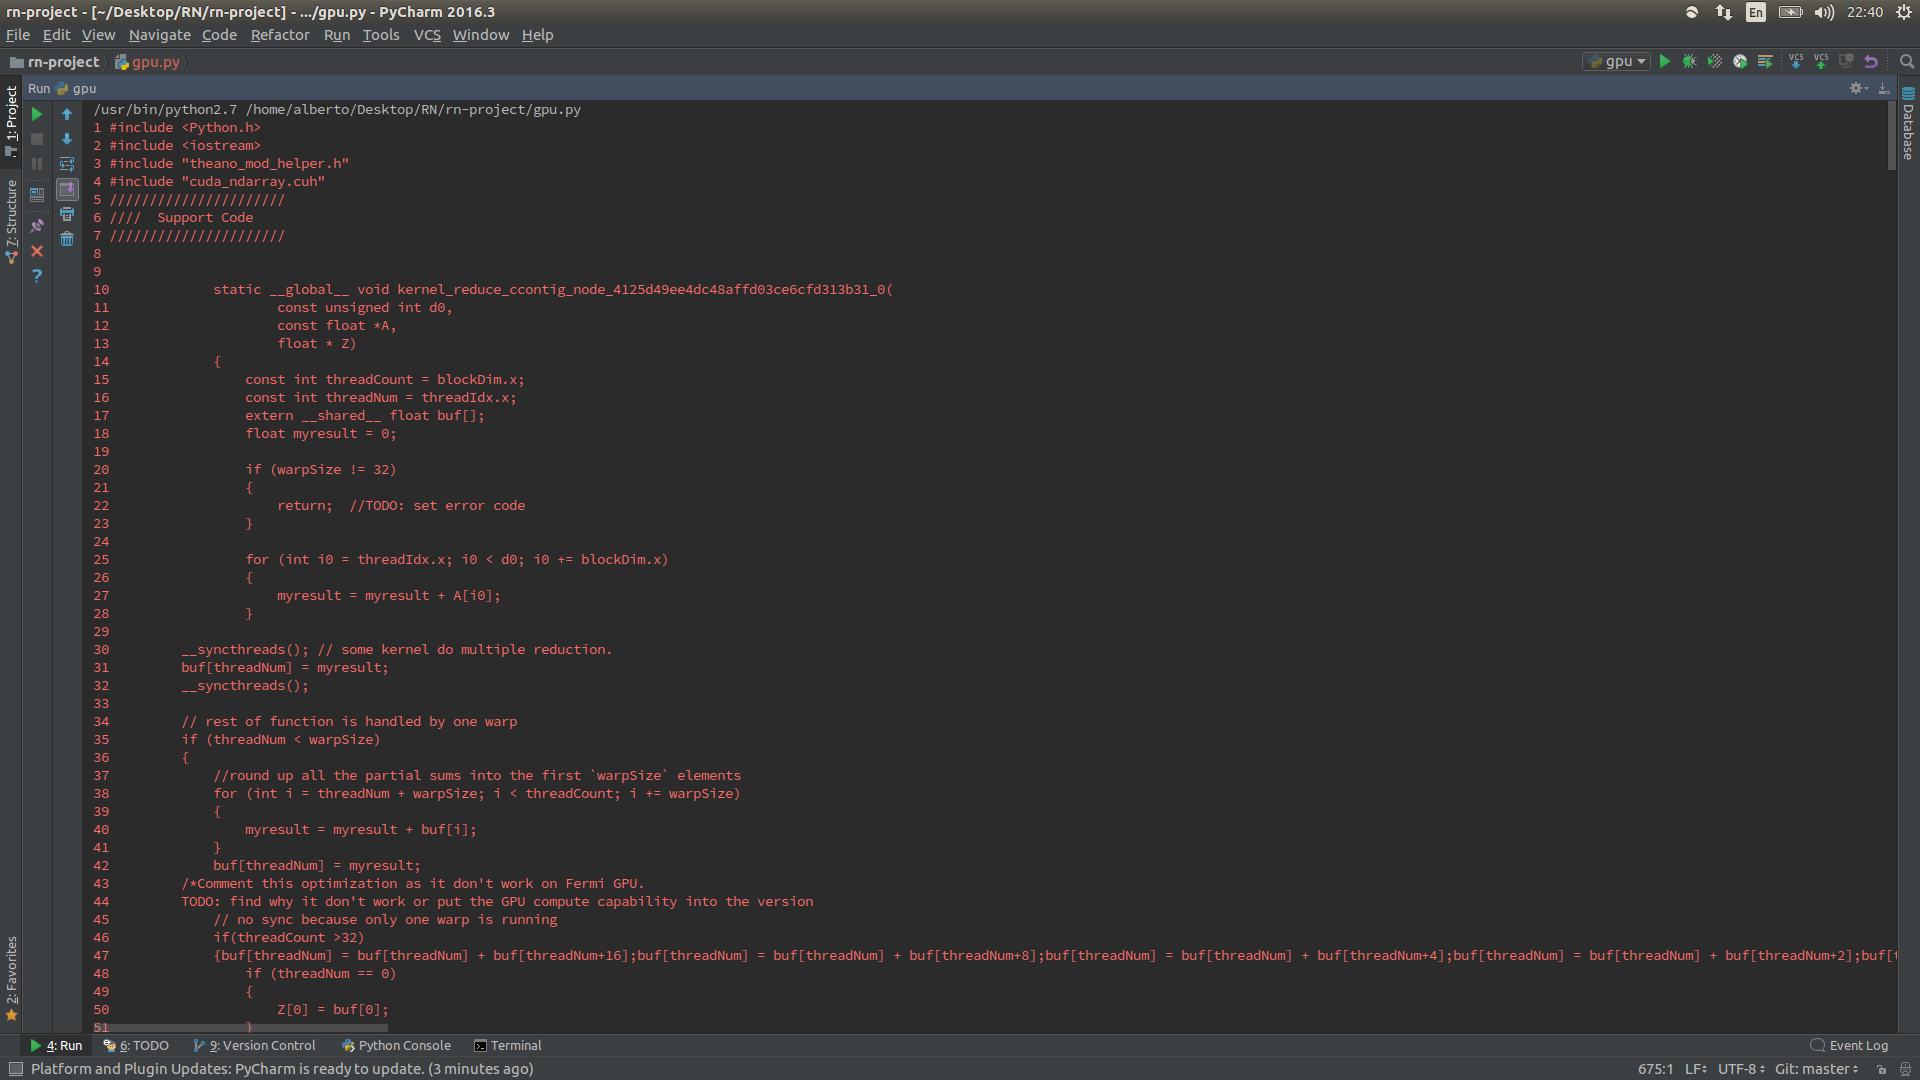 rn-project - [~/Desktop/RN/rn-project] - .../gpu.py - PyCharm 2016.3
En
22:40
File Edit View Navigate Code Refactor Run Tools VCS Window Help
rn-project gpu.py
gpu
VCS VCS
Run gpu
1: Project
7: Structure
2: Favorites
Database
/usr/bin/python2.7 /home/alberto/Desktop/RN/rn-project/gpu.py
1 #include <Python.h>
2 #include <iostream>
3 #include "theano_mod_helper.h"
4 #include "cuda_ndarray.cuh"
5 //////////////////////
6 ////  Support Code
7 //////////////////////
8
9
10             static __global__ void kernel_reduce_ccontig_node_4125d49ee4dc48affd03ce6cfd313b31_0(
11                     const unsigned int d0,
12                     const float *A,
13                     float * Z)
14             {
15                 const int threadCount = blockDim.x;
16                 const int threadNum = threadIdx.x;
17                 extern __shared__ float buf[];
18                 float myresult = 0;
19
20                 if (warpSize != 32)
21                 {
22                     return;  //TODO: set error code
23                 }
24
25                 for (int i0 = threadIdx.x; i0 < d0; i0 += blockDim.x)
26                 {
27                     myresult = myresult + A[i0];
28                 }
29
30         __syncthreads(); // some kernel do multiple reduction.
31         buf[threadNum] = myresult;
32         __syncthreads();
33
34         // rest of function is handled by one warp
35         if (threadNum < warpSize)
36         {
37             //round up all the partial sums into the first `warpSize` elements
38             for (int i = threadNum + warpSize; i < threadCount; i += warpSize)
39             {
40                 myresult = myresult + buf[i];
41             }
42             buf[threadNum] = myresult;
43         /*Comment this optimization as it don't work on Fermi GPU.
44         TODO: find why it don't work or put the GPU compute capability into the version
45             // no sync because only one warp is running
46             if(threadCount >32)
47             {buf[threadNum] = buf[threadNum] + buf[threadNum+16];buf[threadNum] = buf[threadNum] + buf[threadNum+8];buf[threadNum] = buf[threadNum] + buf[threadNum+4];buf[threadNum] = buf[threadNum] + buf[threadNum+2];buf[
48                 if (threadNum == 0)
49                 {
50                     Z[0] = buf[0];
51                 }
4: Run 6: TODO 9: Version Control Python Console Terminal Event Log
Platform and Plugin Updates: PyCharm is ready to update. (3 minutes ago) 675:1 LF UTF-8 Git: master